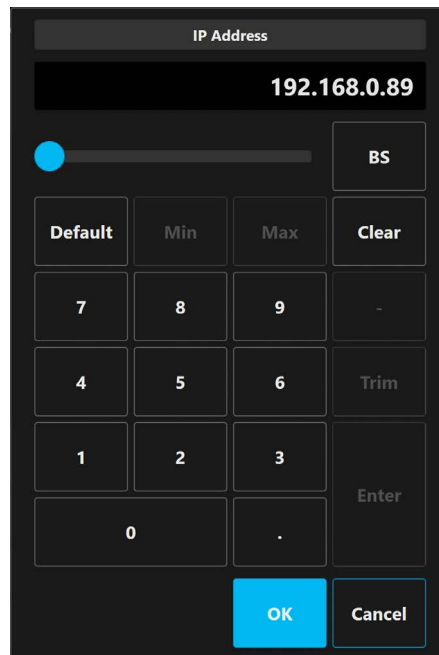 IP Address
192.168.0.89
BS
Default Min Max Clear
7 8 9 -
4 5 6 Trim
1 2 3
Enter
0 .
OK Cancel